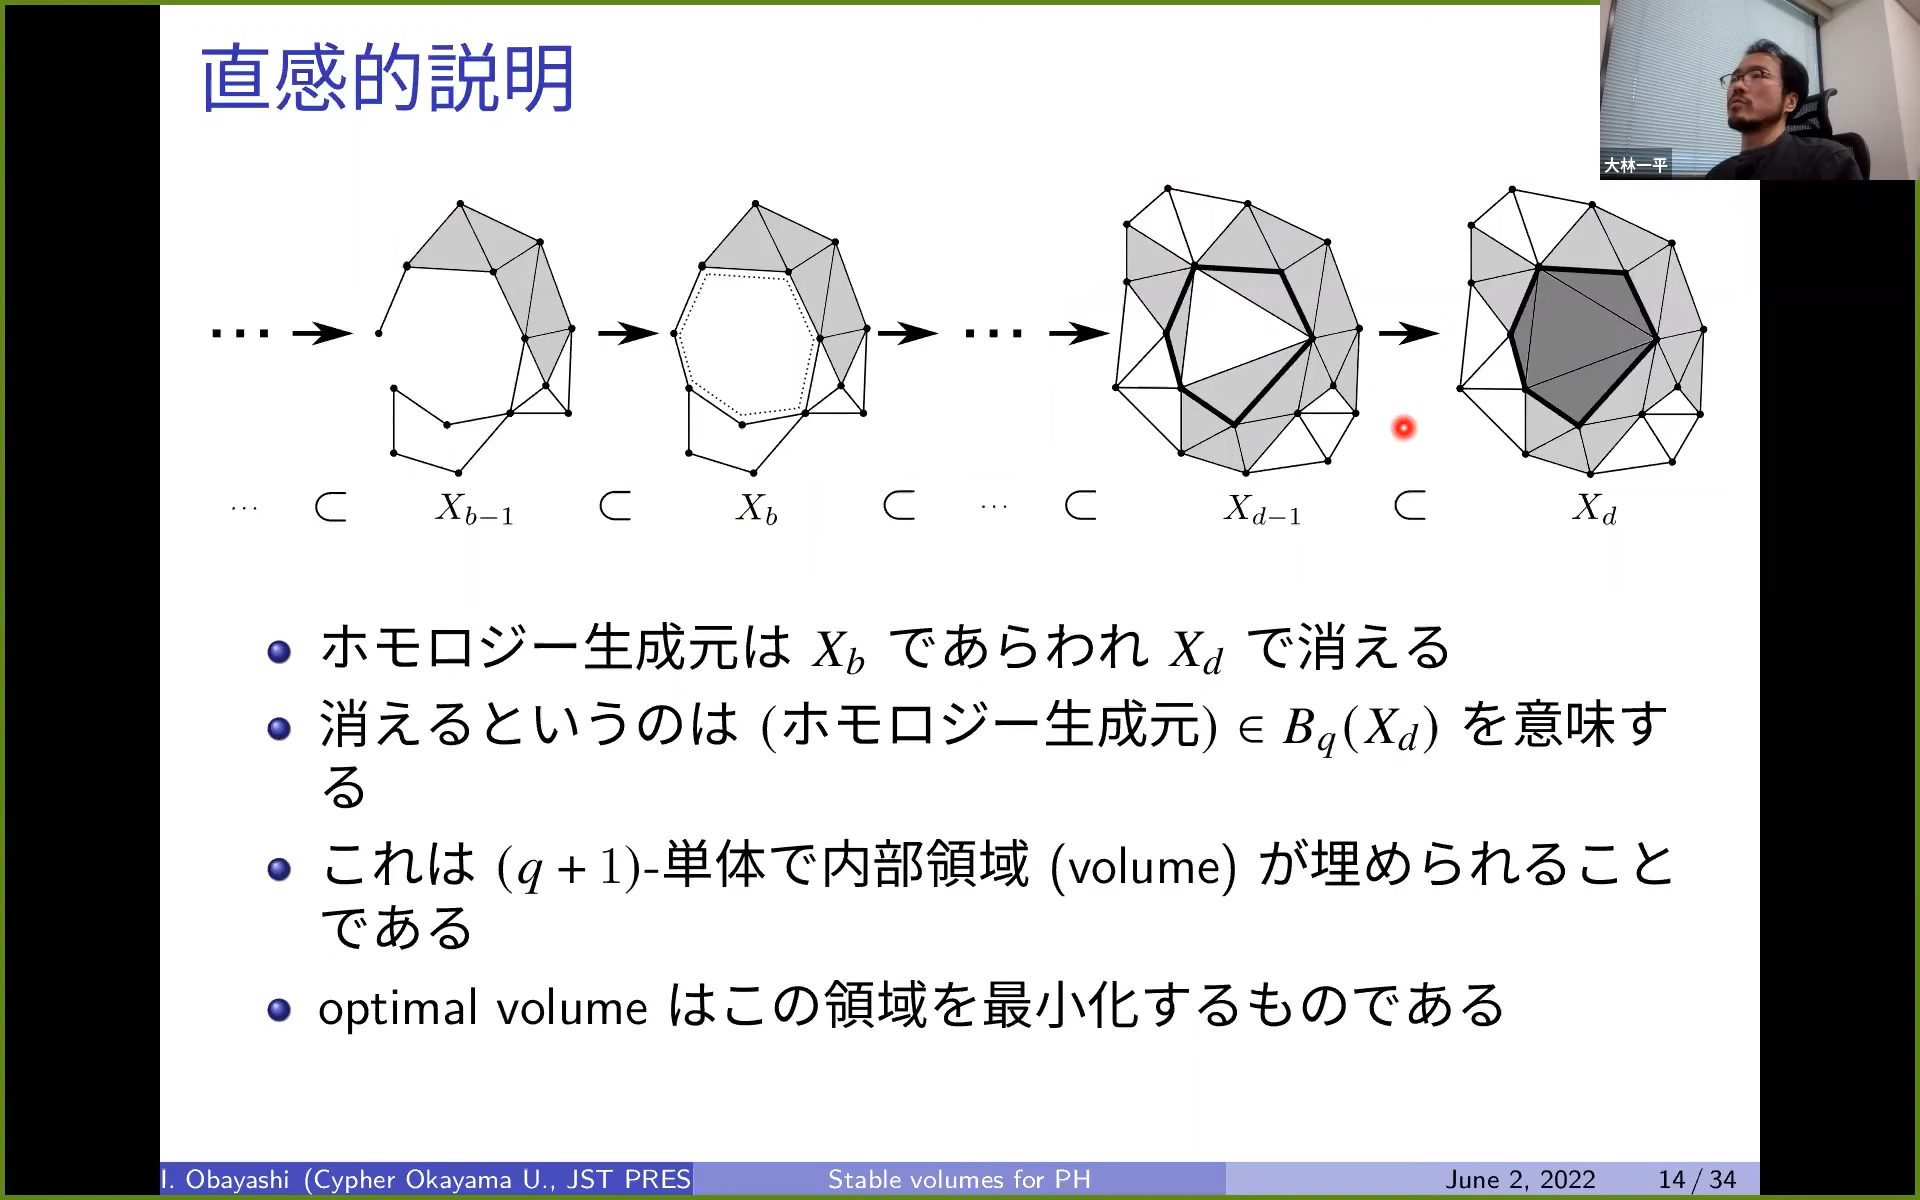 直感的説明
大林一平
··· ⊂ X_{b−1} ⊂ X_b ⊂ ··· ⊂ X_{d−1} ⊂ X_d
ホモロジー生成元は X_b であらわれ X_d で消える
消えるというのは (ホモロジー生成元) ∈ B_q(X_d) を意味す
る
これは (q + 1)-単体で内部領域 (volume) が埋められること
である
optimal volume はこの領域を最小化するものである
I. Obayashi (Cypher Okayama U., JST PRES
Stable volumes for PH
June 2, 2022
14 / 34